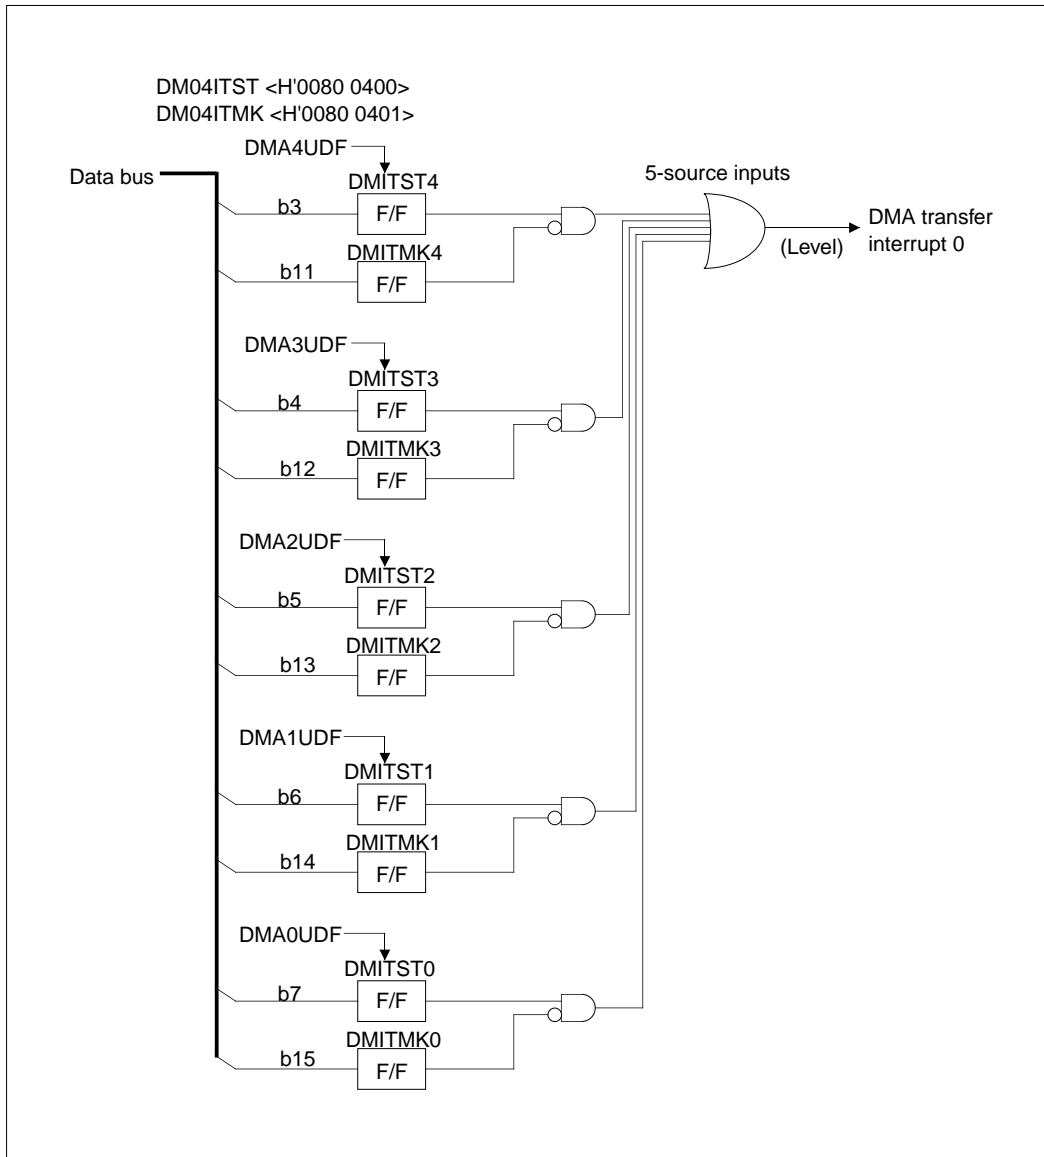 DM04ITST <H'0080 0400>
DM04ITMK <H'0080 0401>
DMA4UDF
Data bus
DMITST4
5-source inputs
b3
F/F
DMA transfer
interrupt 0
(Level)
DMITMK4
b11
F/F
DMA3UDF
DMITST3
b4
F/F
DMITMK3
b12
F/F
DMA2UDF
DMITST2
b5
F/F
DMITMK2
b13
F/F
DMA1UDF
DMITST1
b6
F/F
DMITMK1
b14
F/F
DMA0UDF
DMITST0
b7
F/F
DMITMK0
b15
F/F